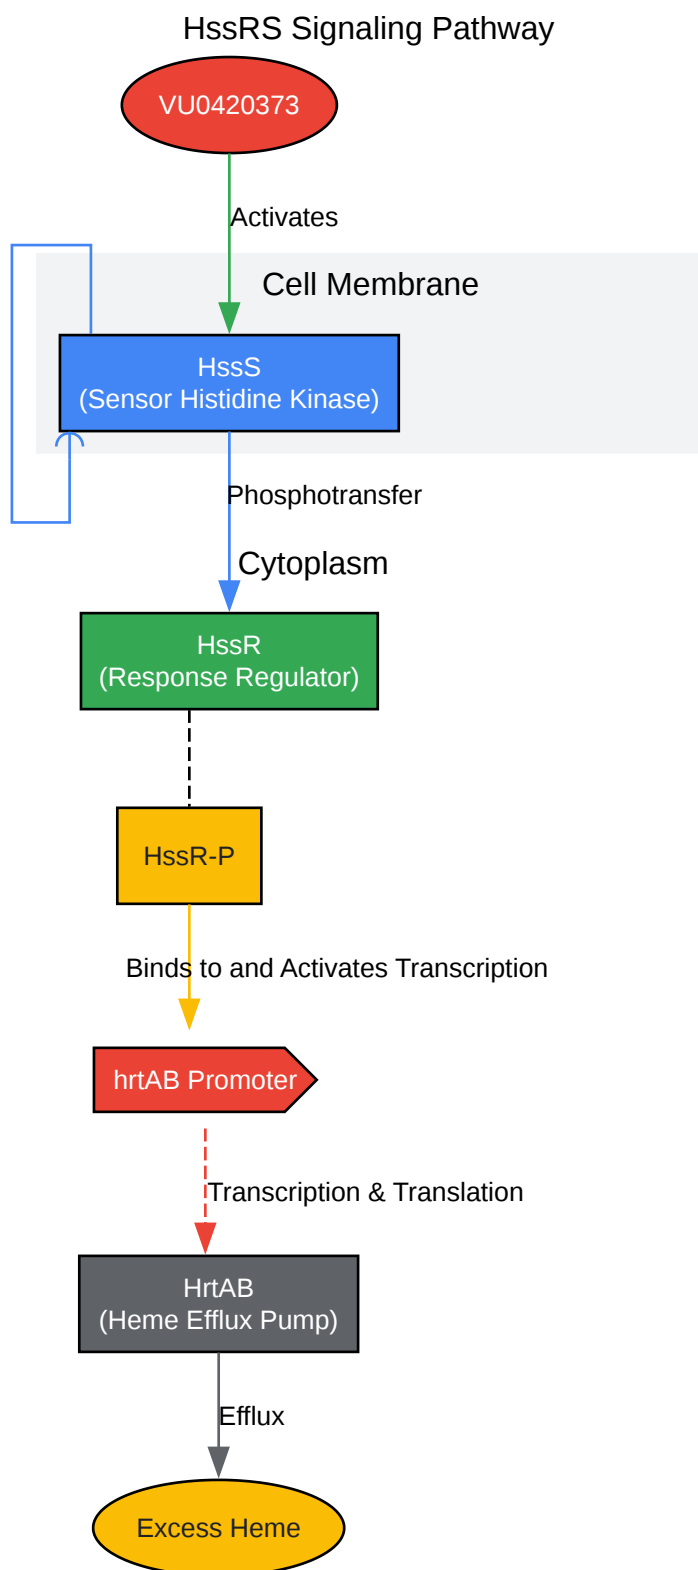 HssRS Signaling Pathway
VU0420373
Activates
Cell Membrane
HssS
(Sensor Histidine Kinase)
Phosphotransfer
Cytoplasm
HssR
(Response Regulator)
HssR-P
Binds to and Activates Transcription
hrtAB Promoter
Transcription & Translation
HrtAB
(Heme Efflux Pump)
Efflux
Excess Heme